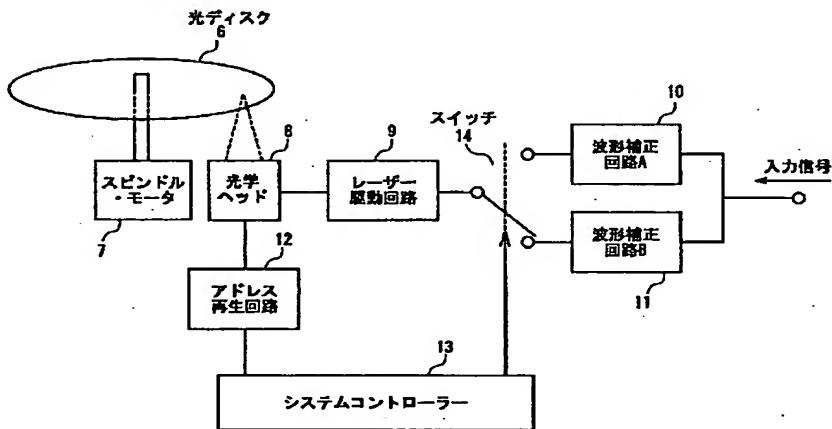 光ディスク
6
10
スイッチ
14
波形補正
回路A
8
9
入力信号
スピンドル
・モータ
光学
ヘッド
レーザー
駆動回路
7
12
波形補正
回路B
アドレス
再生回路
11
13
システムコントローラー